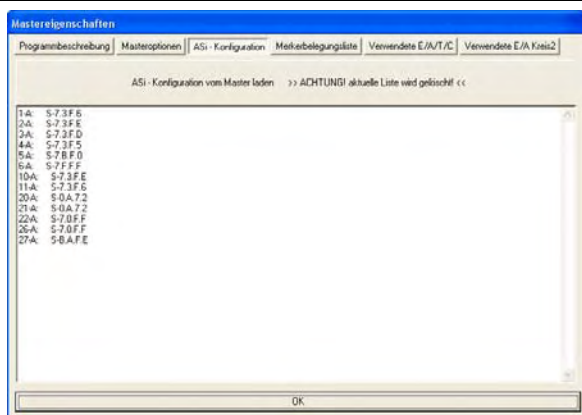 Mastereigenschaften
Programmbeschreibung Masteroptionen ASi - Konfiguration Merkerbelegungsliste Verwendete E/A/T/C Verwendete E/A Kreis2
ASi - Konfiguration vom Master laden >> ACHTUNG! aktuelle Liste wird gelöscht! <<
1-A: S-7.3.F.6
2-A: S-7.3.F.E
3-A: S-7.3.F.D
4-A: S-7.3.F.5
5-A: S-7.B.F.0
6-A: S-7.F.F.F
10-A: S-7.3.F.E
11-A: S-7.3.F.6
20-A: S-0.A.7.2
21-A: S-0.A.7.2
22-A: S-7.0.F.F
26-A: S-7.0.F.F
27-A: S-B.A.F.E
OK